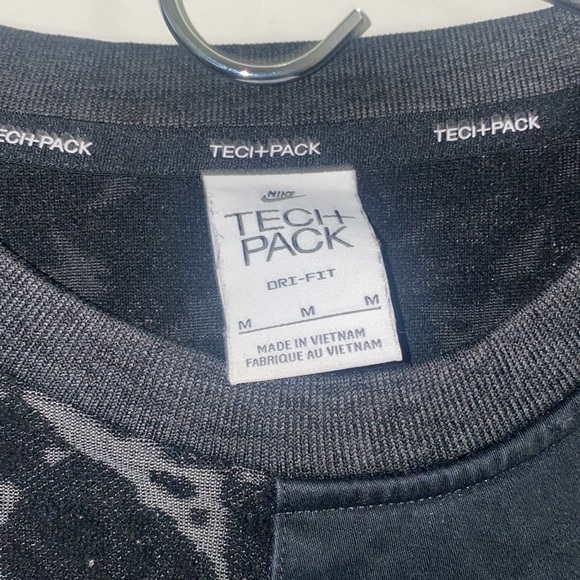 TECH+PACK
TECH+PACK
TECH+PACK
NIKE
TECH+
PACK
DRI-FIT
M M M
MADE IN VIETNAM
FABRIQUE AU VIETNAM